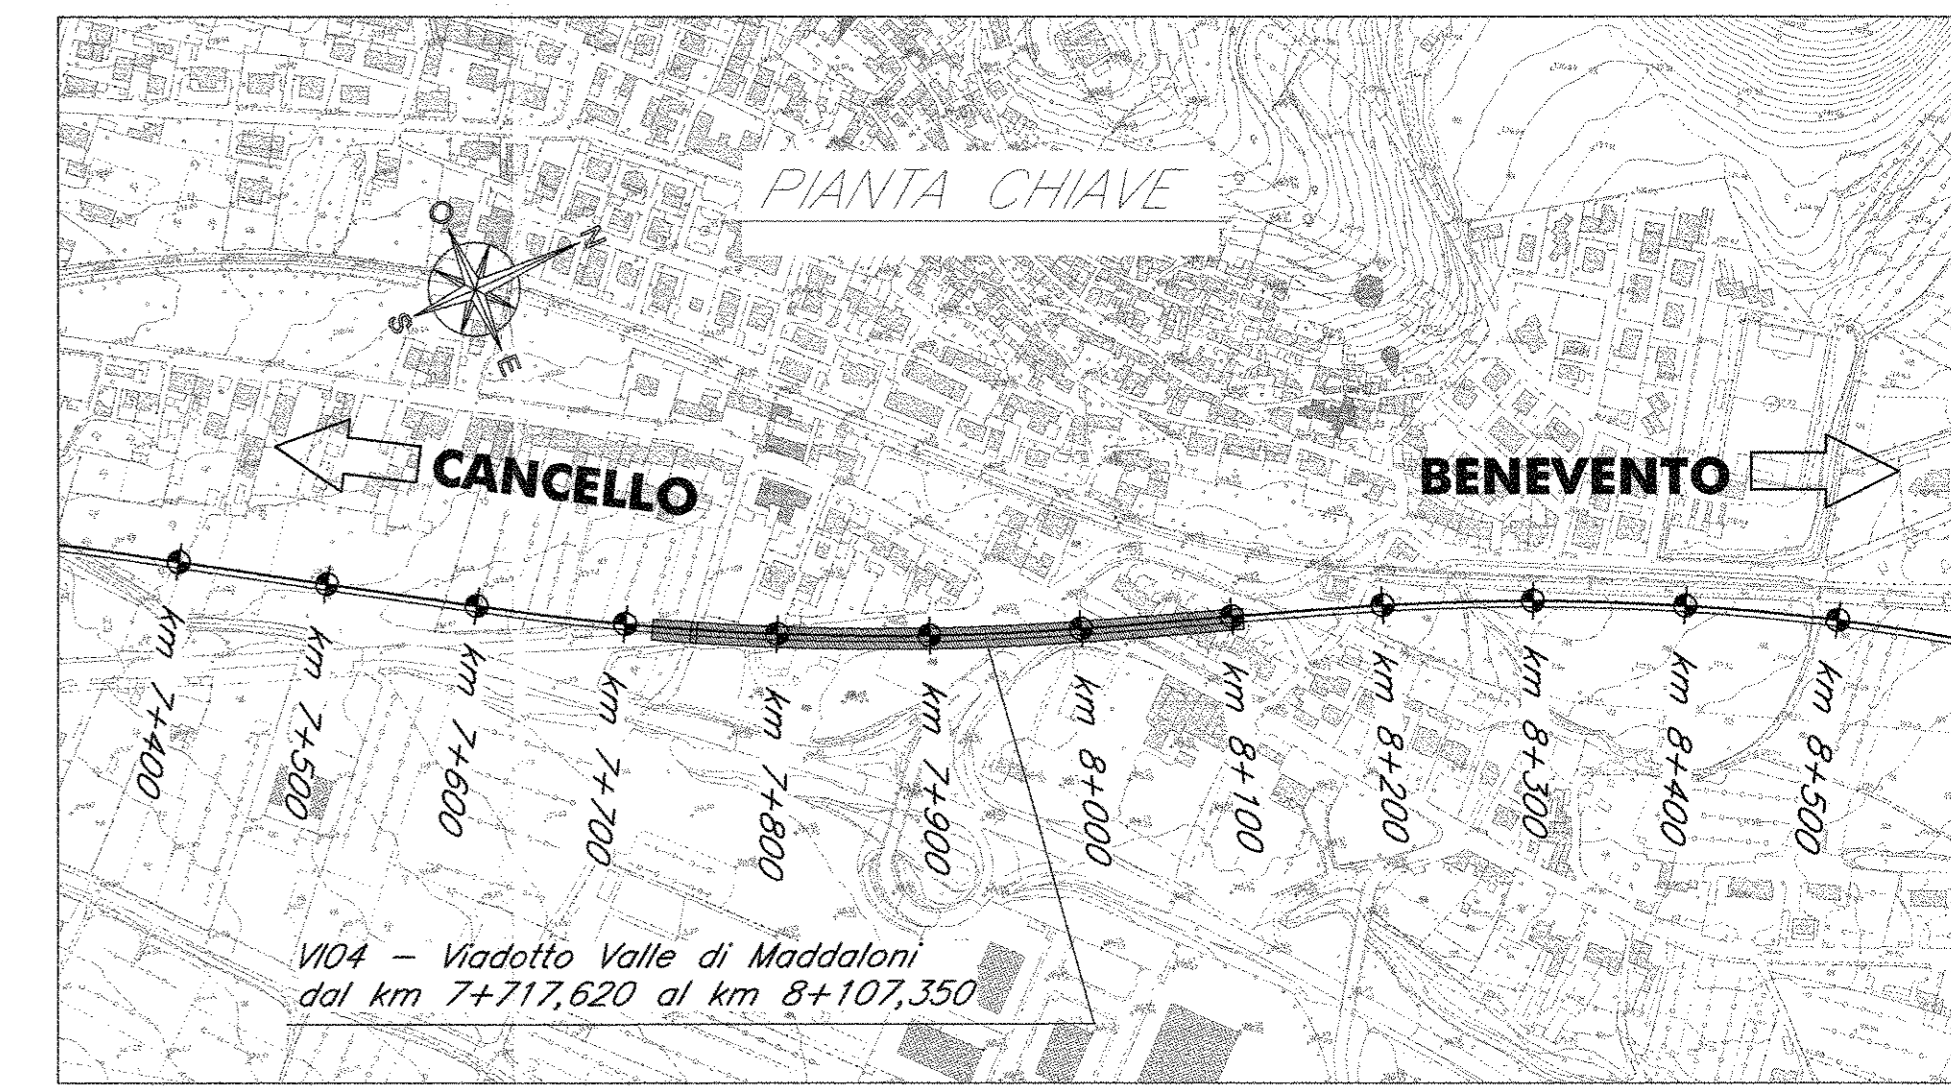 PIANTA CHIAVE
O
N
S
E
CANCELLO
BENEVENTO
km 7+400
km 7+500
km 7+600
km 7+700
km 7+800
km 7+900
km 8+000
km 8+100
km 8+200
km 8+300
km 8+400
km 8+500
VI04 – Viadotto Valle di Maddaloni
dal km 7+717,620 al km 8+107,350